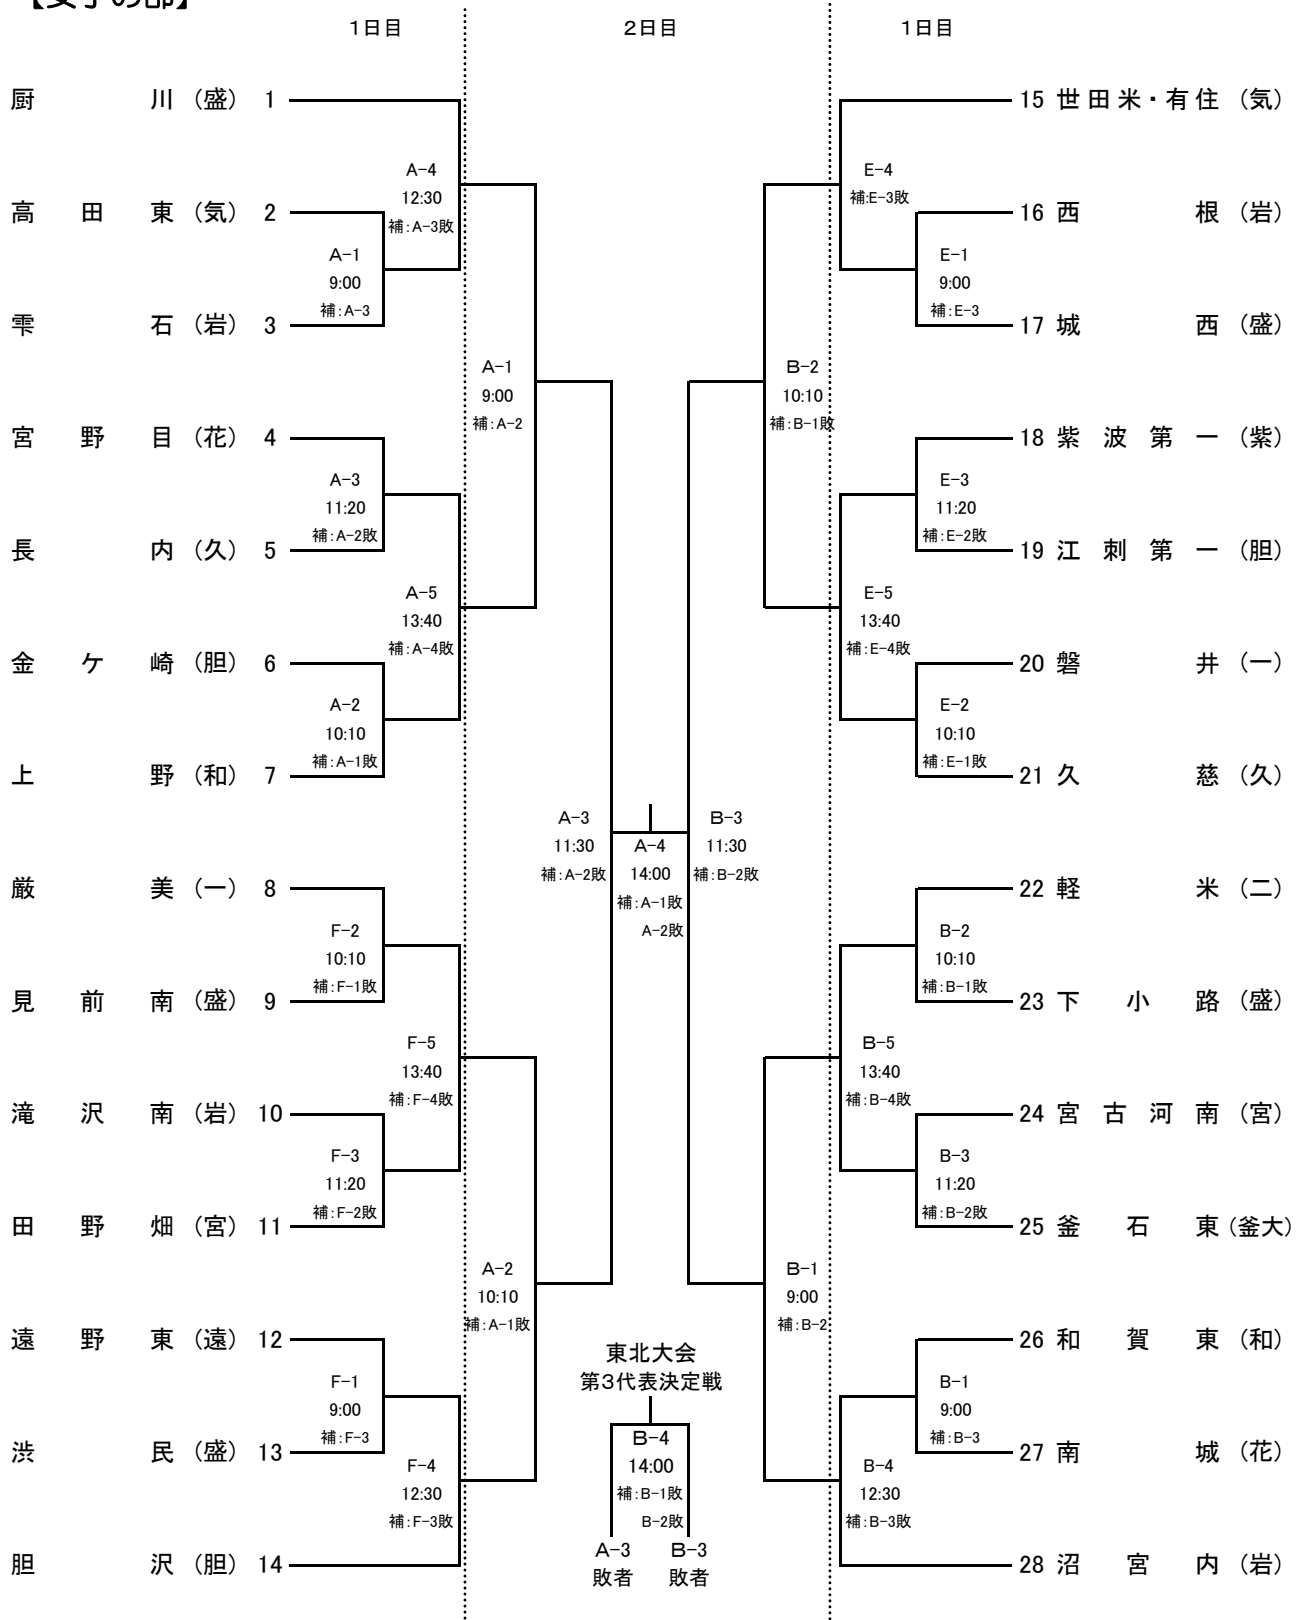 【女子の部】
1日目
2日目
1日目
厨川（盛） 1
A-4
12:30
補:A-3敗
高田東（気） 2
A-1
9:00
補:A-3
雫石（岩） 3
A-1
9:00
補:A-2
宮野目（花） 4
A-3
11:20
補:A-2敗
長内（久） 5
A-5
13:40
補:A-4敗
金ケ崎（胆） 6
A-2
10:10
補:A-1敗
上野（和） 7
厳美（一） 8
F-2
10:10
補:F-1敗
見前南（盛） 9
F-5
13:40
補:F-4敗
滝沢南（岩） 10
F-3
11:20
補:F-2敗
田野畑（宮） 11
A-2
10:10
補:A-1敗
遠野東（遠） 12
F-1
9:00
補:F-3
渋民（盛） 13
F-4
12:30
補:F-3敗
胆沢（胆） 14
A-3
11:30
補:A-2敗
A-4
14:00
補:A-1敗
A-2敗
B-3
11:30
補:B-2敗
東北大会
第3代表決定戦
B-4
14:00
補:B-1敗
B-2敗
A-3 B-3
敗者 敗者
15 世田米・有住（気）
E-4
補:E-3敗
16 西根（岩）
E-1
9:00
補:E-3
17 城西（盛）
B-2
10:10
補:B-1敗
18 紫波第一（紫）
E-3
11:20
補:E-2敗
19 江刺第一（胆）
E-5
13:40
補:E-4敗
20 磐井（一）
E-2
10:10
補:E-1敗
21 久慈（久）
22 軽米（二）
B-2
10:10
補:B-1敗
23 下小路（盛）
B-5
13:40
補:B-4敗
24 宮古河南（宮）
B-3
11:20
補:B-2敗
25 釜石東（釜大）
B-1
9:00
補:B-2
26 和賀東（和）
B-1
9:00
補:B-3
27 南城（花）
B-4
12:30
補:B-3敗
28 沼宮内（岩）